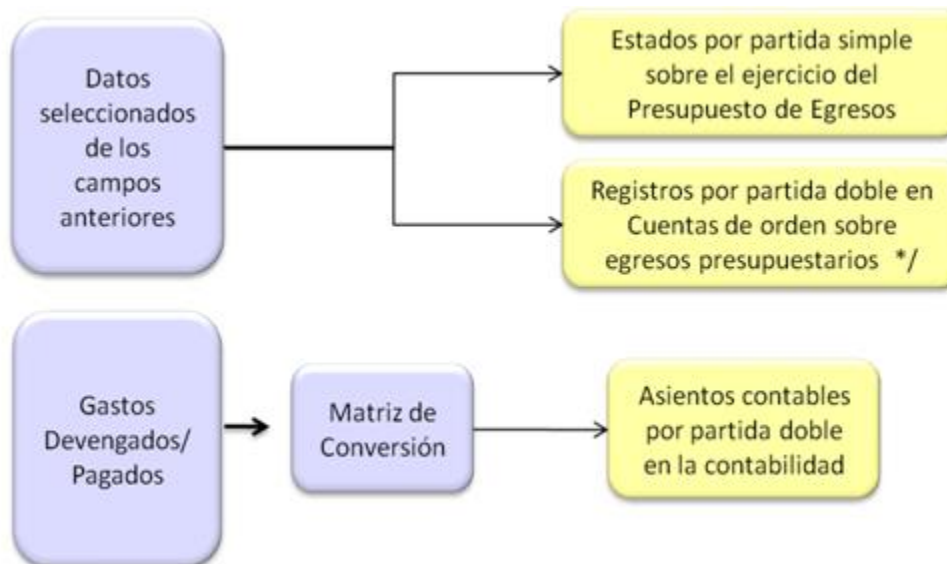 Datos
seleccionados
de los
campos
anteriores
Estados por partida simple
sobre el ejercicio del
Presupuesto de Egresos
Registros por partida doble en
Cuentas de orden sobre
egresos presupuestarios */
Gastos
Devengados/
Pagados
Matriz de
Conversión
Asientos contables
por partida doble
en la contabilidad